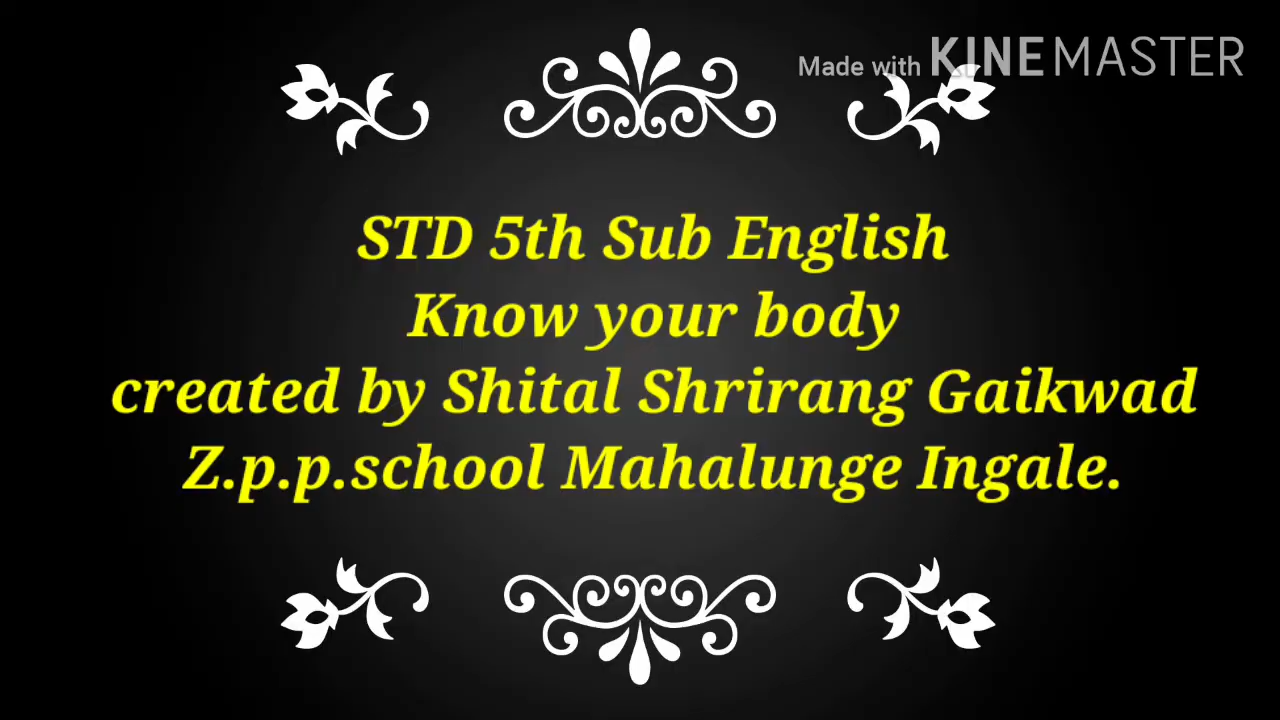 Made with KINEMASTER
STD 5th Sub English
Know your body
created by Shital Shrirang Gaikwad
Z.p.p.school Mahalunge Ingale.